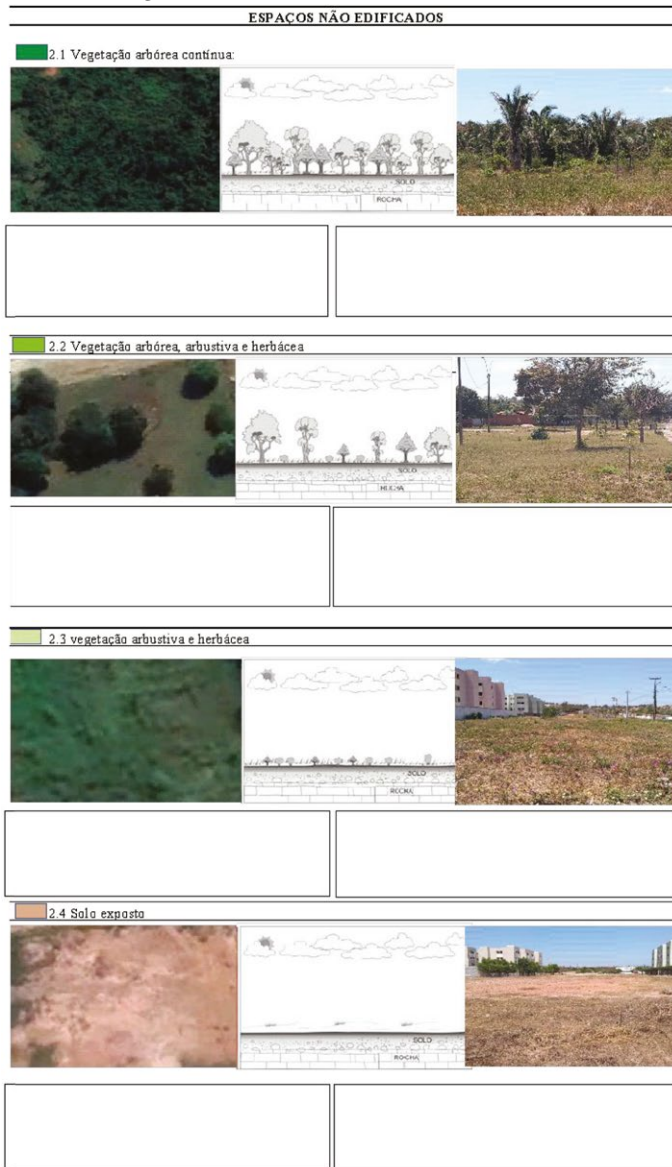 ESPAÇOS NÃO EDIFICADOS
2.1 Vegetação arbórea contínua:
SOLO
ROCHA
2.2 Vegetação arbórea, arbustiva e herbácea
SOLO
ROCHA
2.3 vegetação arbustiva e herbácea
SOLO
ROCHA
2.4 Solo exposto
SOLO
ROCHA